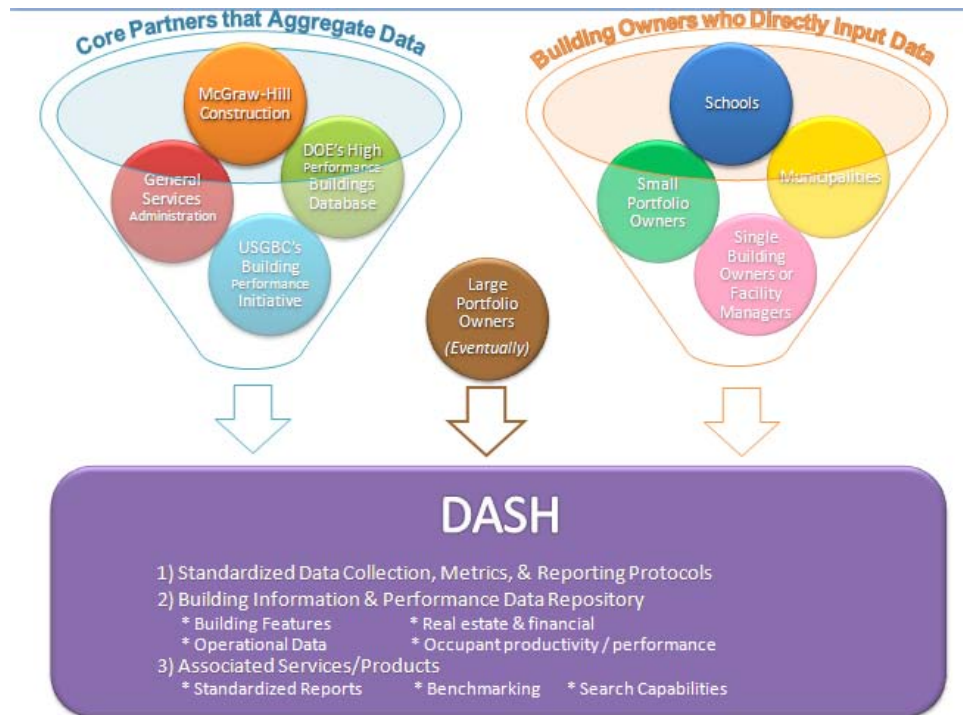 Core Partners that Aggregate Data
McGraw-Hill
Construction
DOE's High
Performance
Buildings
Database
General
Services
Administration
USGBC's
Building
Performance
Initiative
Building Owners who Directly Input Data
Schools
Municipalities
Small
Portfolio
Owners
Single
Building
Owners or
Facility
Managers
Large
Portfolio
Owners
(Eventually)
DASH
1) Standardized Data Collection, Metrics, & Reporting Protocols
2) Building Information & Performance Data Repository
* Building Features * Real estate & financial
* Operational Data * Occupant productivity / performance
3) Associated Services/Products
* Standardized Reports * Benchmarking * Search Capabilities